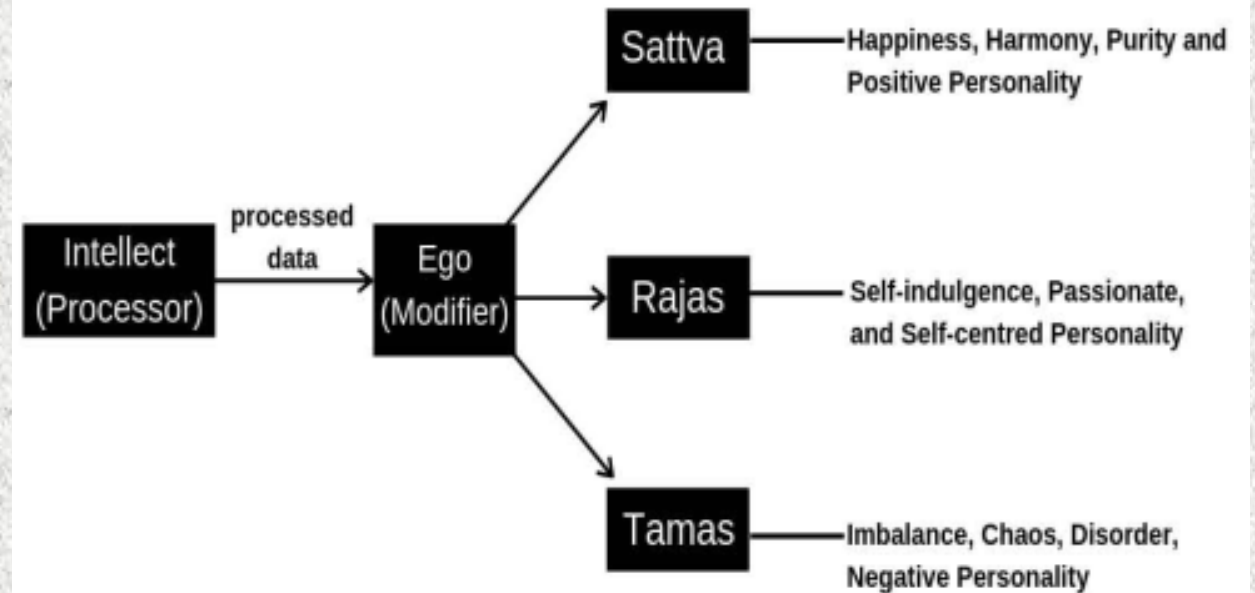 Sattva
Happiness, Harmony, Purity and
Positive Personality
processed
data
Intellect
(Processor)
Ego
(Modifier)
Rajas
Self-indulgence, Passionate,
and Self-centred Personality
Tamas
Imbalance, Chaos, Disorder,
Negative Personality